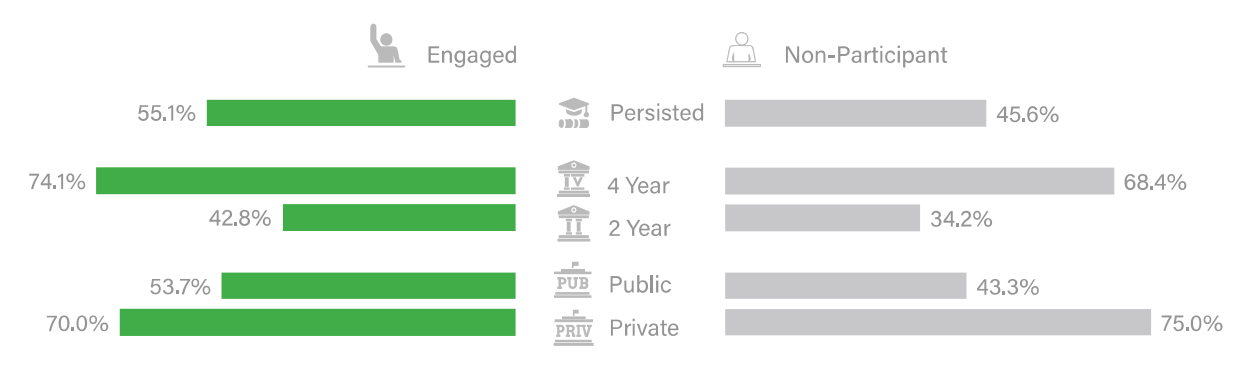 Engaged Non-Participant
55.1% Persisted 45.6%
74.1% IV 4 Year 68.4%
42.8% II 2 Year 34.2%
53.7% PUB Public 43.3%
70.0% PRIV Private 75.0%